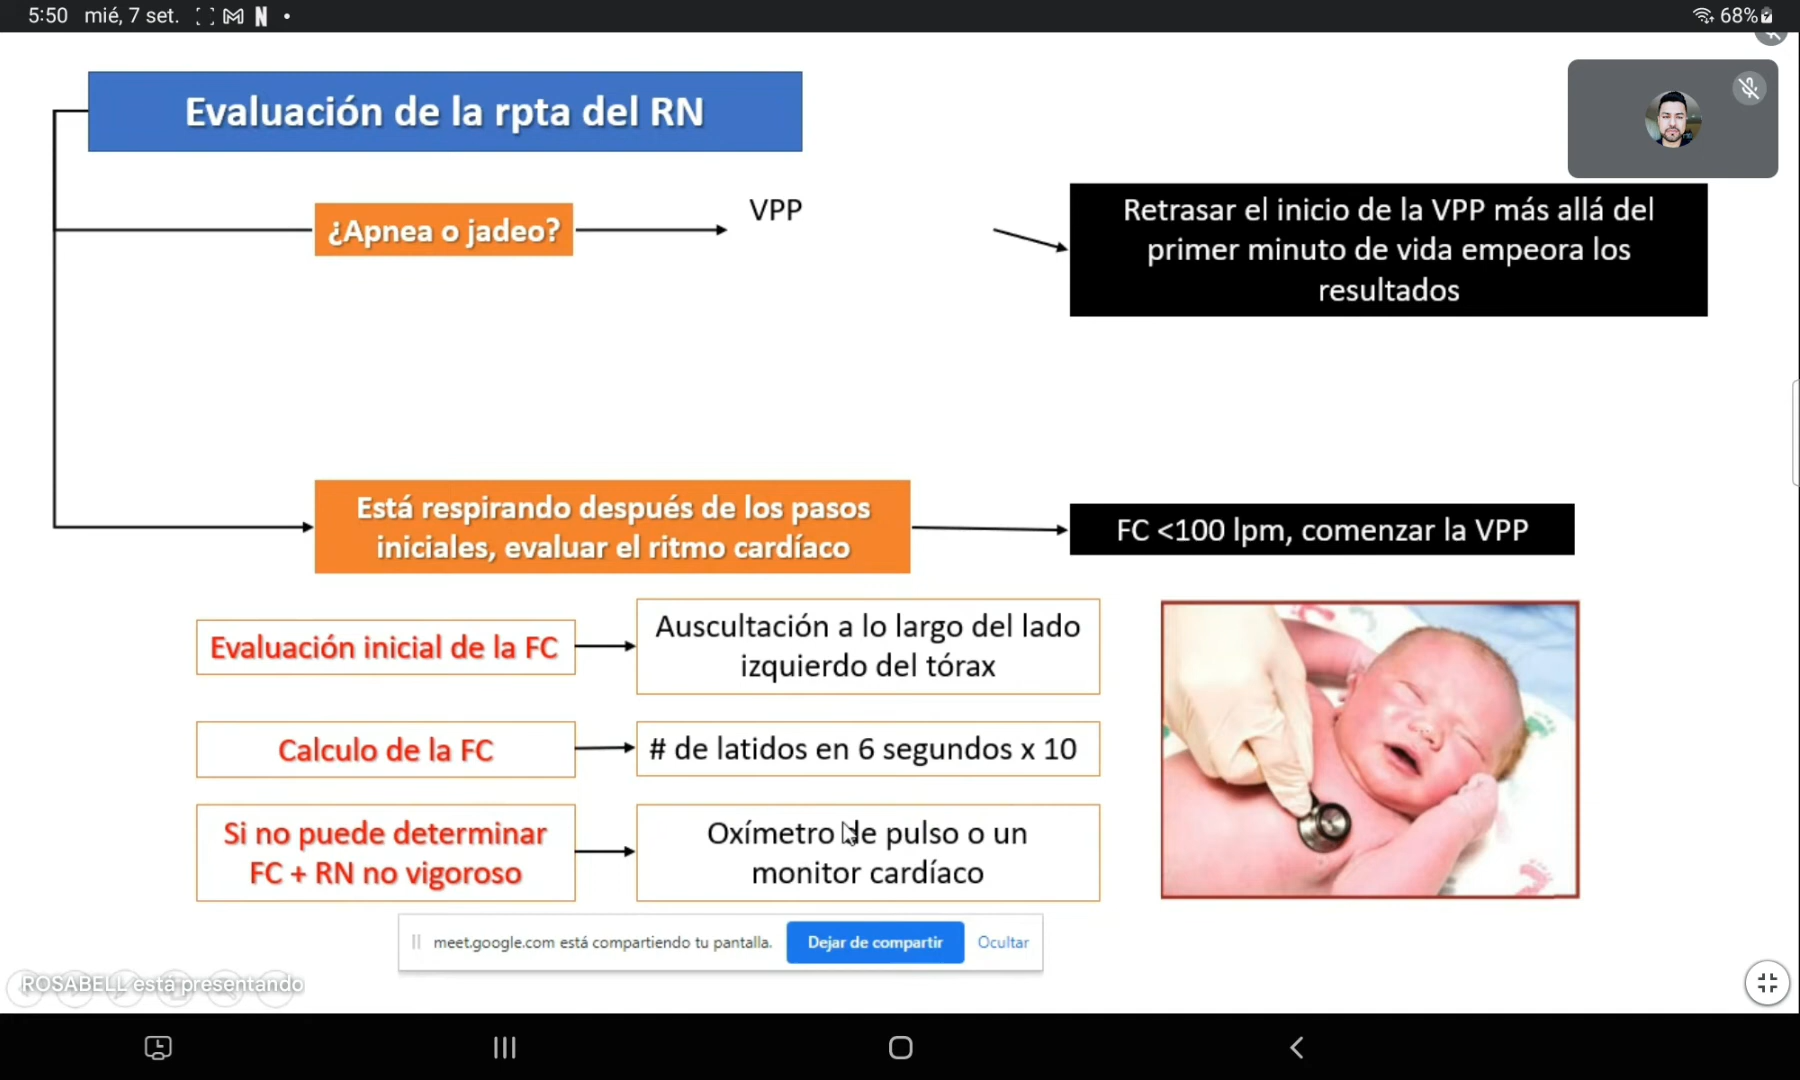 5:50 mié, 7 set.
68%
Evaluación de la rpta del RN
¿Apnea o jadeo?
VPP
Retrasar el inicio de la VPP más allá del
primer minuto de vida empeora los
resultados
Está respirando después de los pasos
iniciales, evaluar el ritmo cardíaco
FC <100 lpm, comenzar la VPP
Evaluación inicial de la FC
Auscultación a lo largo del lado
izquierdo del tórax
Calculo de la FC
# de latidos en 6 segundos x 10
Si no puede determinar
FC + RN no vigoroso
Oxímetro de pulso o un
monitor cardíaco
meet.google.com está compartiendo tu pantalla.
Dejar de compartir
Ocultar
ROSABELL está presentando